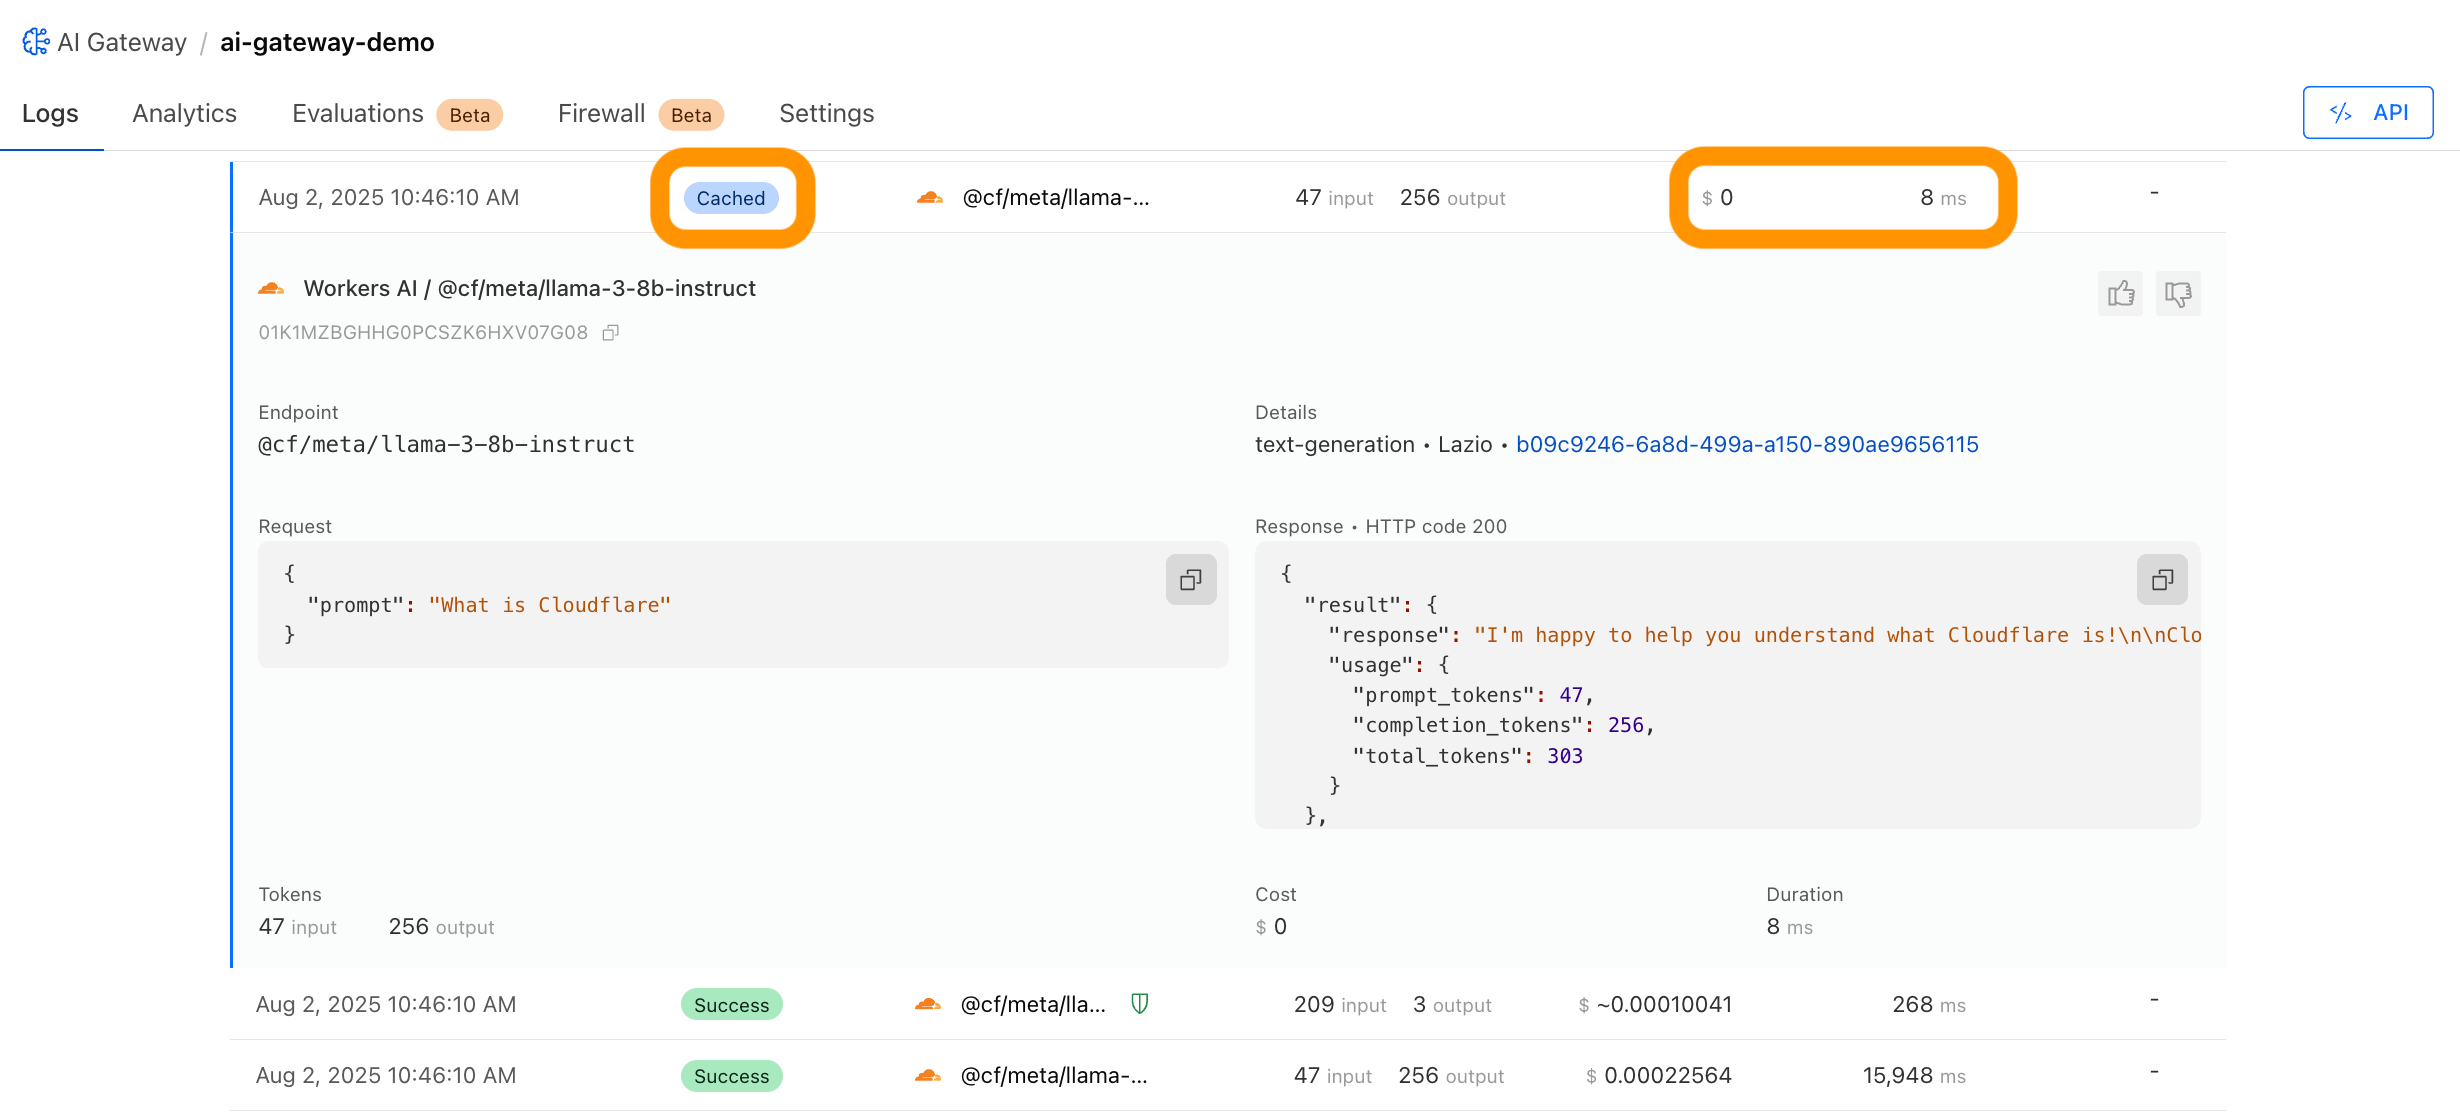 AI Gateway / ai-gateway-demo
Logs Analytics Evaluations Beta Firewall Beta Settings API
Aug 2, 2025 10:46:10 AM Cached @cf/meta/llama-... 47 input 256 output $ 0 8 ms -
Workers AI / @cf/meta/llama-3-8b-instruct
01K1MZBGHHG0PCSZK6HXV07G08
Endpoint
@cf/meta/llama-3-8b-instruct
Details
text-generation • Lazio • b09c9246-6a8d-499a-a150-890ae9656115
Request
{
"prompt": "What is Cloudflare"
}
Response • HTTP code 200
{
"result": {
"response": "I'm happy to help you understand what Cloudflare is!\n\nClo
"usage": {
"prompt_tokens": 47,
"completion_tokens": 256,
"total_tokens": 303
}
},
Tokens
47 input 256 output
Cost
$ 0
Duration
8 ms
Aug 2, 2025 10:46:10 AM Success @cf/meta/lla... 209 input 3 output $ ~0.00010041 268 ms -
Aug 2, 2025 10:46:10 AM Success @cf/meta/llama-... 47 input 256 output $ 0.00022564 15,948 ms -